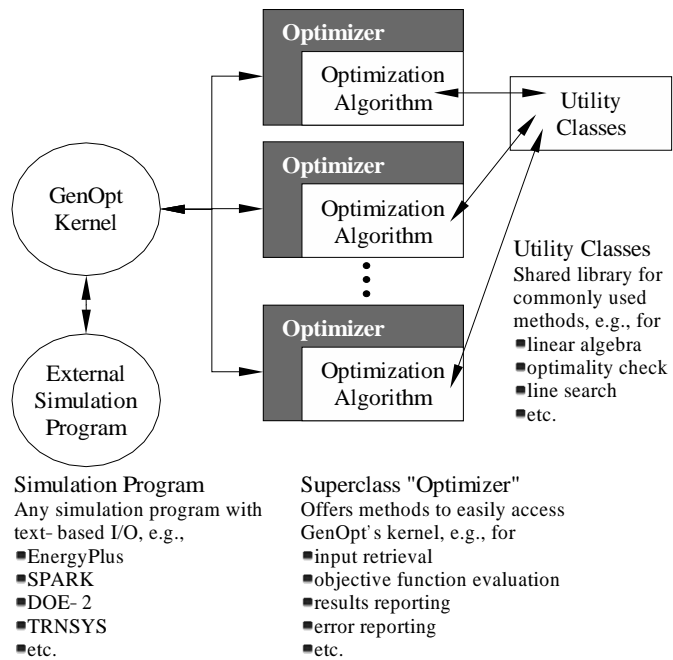 Optimizer
Optimization
Algorithm
Utility
Classes
Optimizer
Optimization
Algorithm
GenOpt
Kernel
Utility Classes
Shared library for
commonly used
methods, e.g., for
linear algebra
optimality check
line search
etc.
Optimizer
Optimization
Algorithm
External
Simulation
Program
Simulation Program
Any simulation program with
text- based I/O, e.g.,
EnergyPlus
SPARK
DOE- 2
TRNSYS
etc.
Superclass "Optimizer"
Offers methods to easily access
GenOpt's kernel, e.g., for
input retrieval
objective function evaluation
results reporting
error reporting
etc.